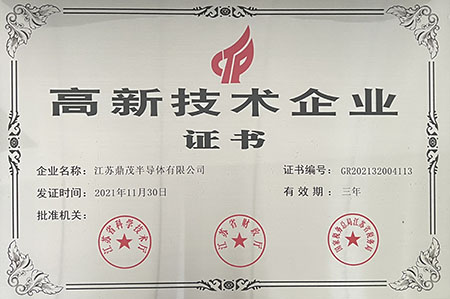 高新技术企业
证书
企业名称：江苏鼎茂半导体有限公司
证书编号：GR202132004113
发证时间：2021年11月30日
有效期：三年
批准机关：
江苏省科学技术厅
江苏省财政厅
国家税务总局江苏省税务局